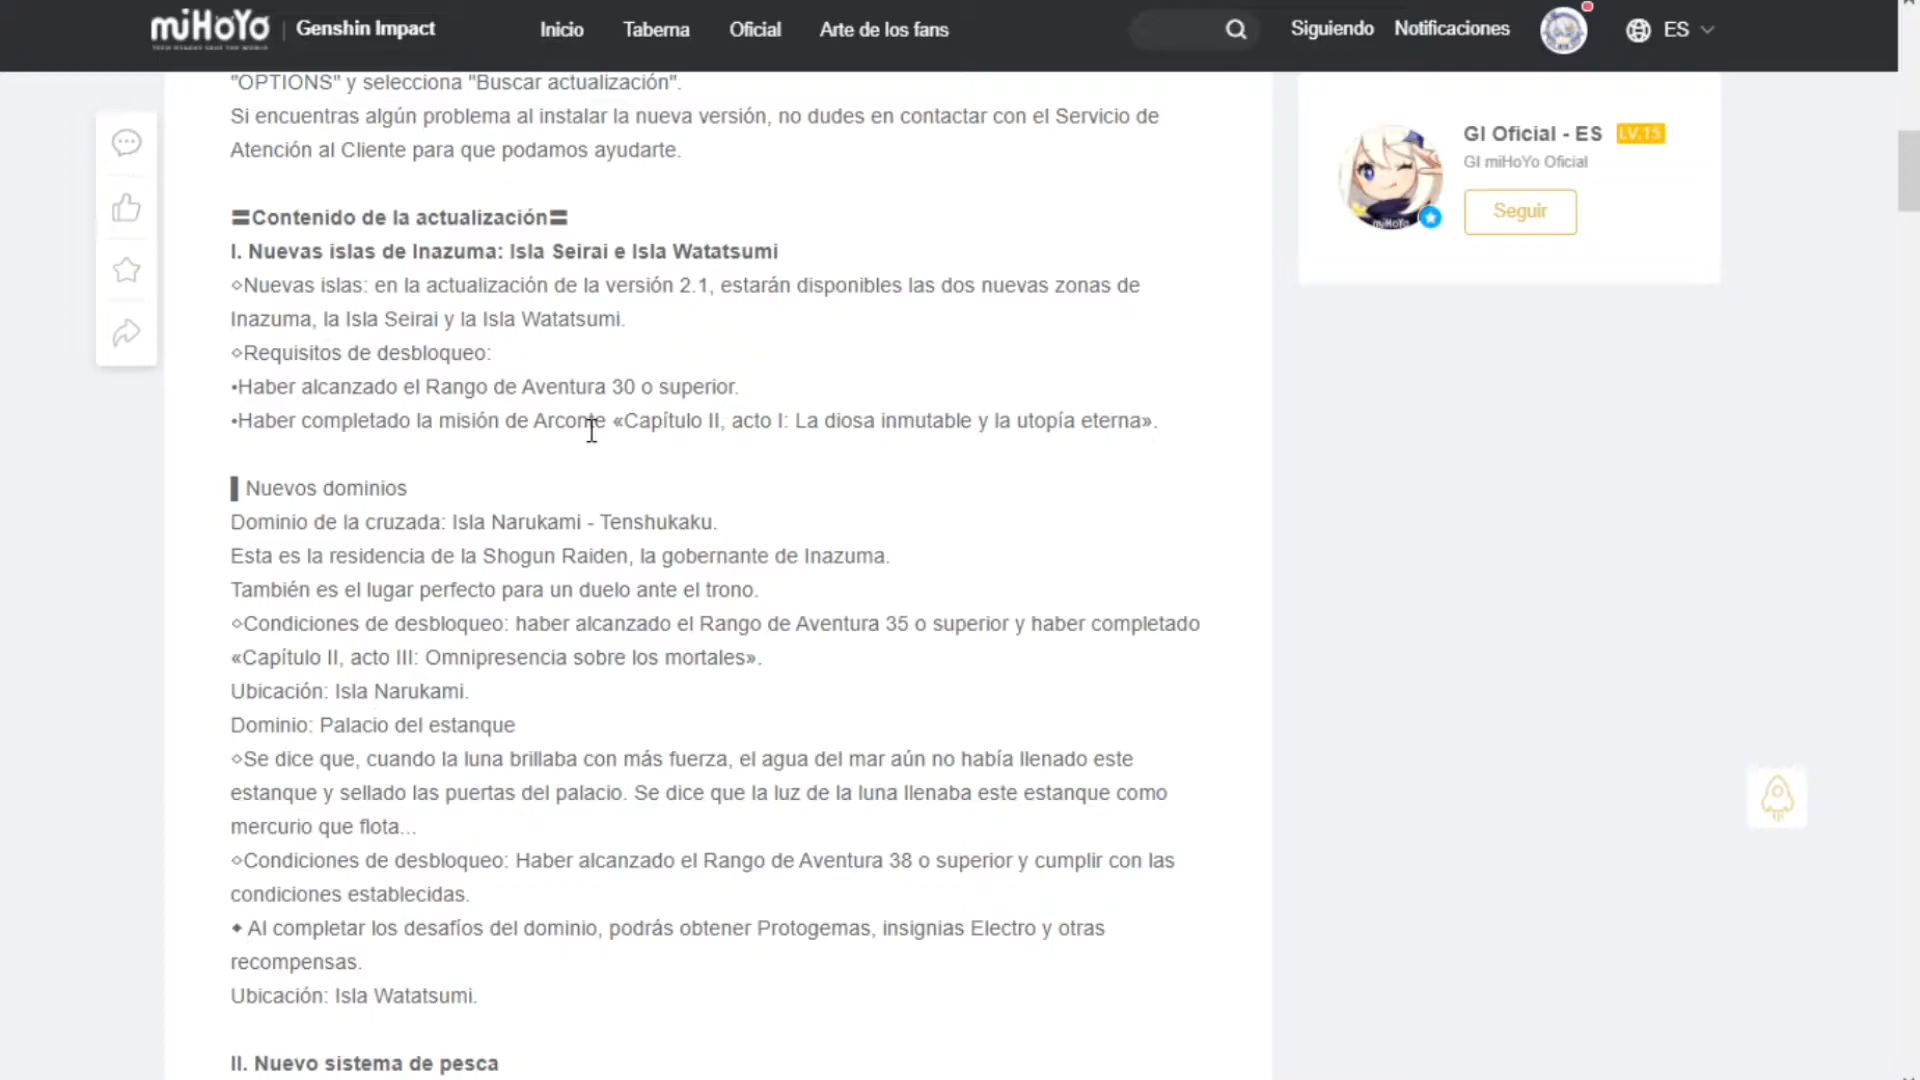 miHoYo
TECH OTAKUS SAVE THE WORLD
Genshin Impact
Inicio
Taberna
Oficial
Arte de los fans
Siguiendo
Notificaciones
ES
"OPTIONS" y selecciona "Buscar actualización".
Si encuentras algún problema al instalar la nueva versión, no dudes en contactar con el Servicio de
Atención al Cliente para que podamos ayudarte.
〓Contenido de la actualización〓
I. Nuevas islas de Inazuma: Isla Seirai e Isla Watatsumi
◇Nuevas islas: en la actualización de la versión 2.1, estarán disponibles las dos nuevas zonas de
Inazuma, la Isla Seirai y la Isla Watatsumi.
◇Requisitos de desbloqueo:
•Haber alcanzado el Rango de Aventura 30 o superior.
•Haber completado la misión de Arconte «Capítulo II, acto I: La diosa inmutable y la utopía eterna».
▌Nuevos dominios
Dominio de la cruzada: Isla Narukami - Tenshukaku.
Esta es la residencia de la Shogun Raiden, la gobernante de Inazuma.
También es el lugar perfecto para un duelo ante el trono.
◇Condiciones de desbloqueo: haber alcanzado el Rango de Aventura 35 o superior y haber completado
«Capítulo II, acto III: Omnipresencia sobre los mortales».
Ubicación: Isla Narukami.
Dominio: Palacio del estanque
◇Se dice que, cuando la luna brillaba con más fuerza, el agua del mar aún no había llenado este
estanque y sellado las puertas del palacio. Se dice que la luz de la luna llenaba este estanque como
mercurio que flota...
◇Condiciones de desbloqueo: Haber alcanzado el Rango de Aventura 38 o superior y cumplir con las
condiciones establecidas.
◆ Al completar los desafíos del dominio, podrás obtener Protogemas, insignias Electro y otras
recompensas.
Ubicación: Isla Watatsumi.
II. Nuevo sistema de pesca
GI Oficial - ES LV.15
GI miHoYo Oficial
miHoYo
Seguir